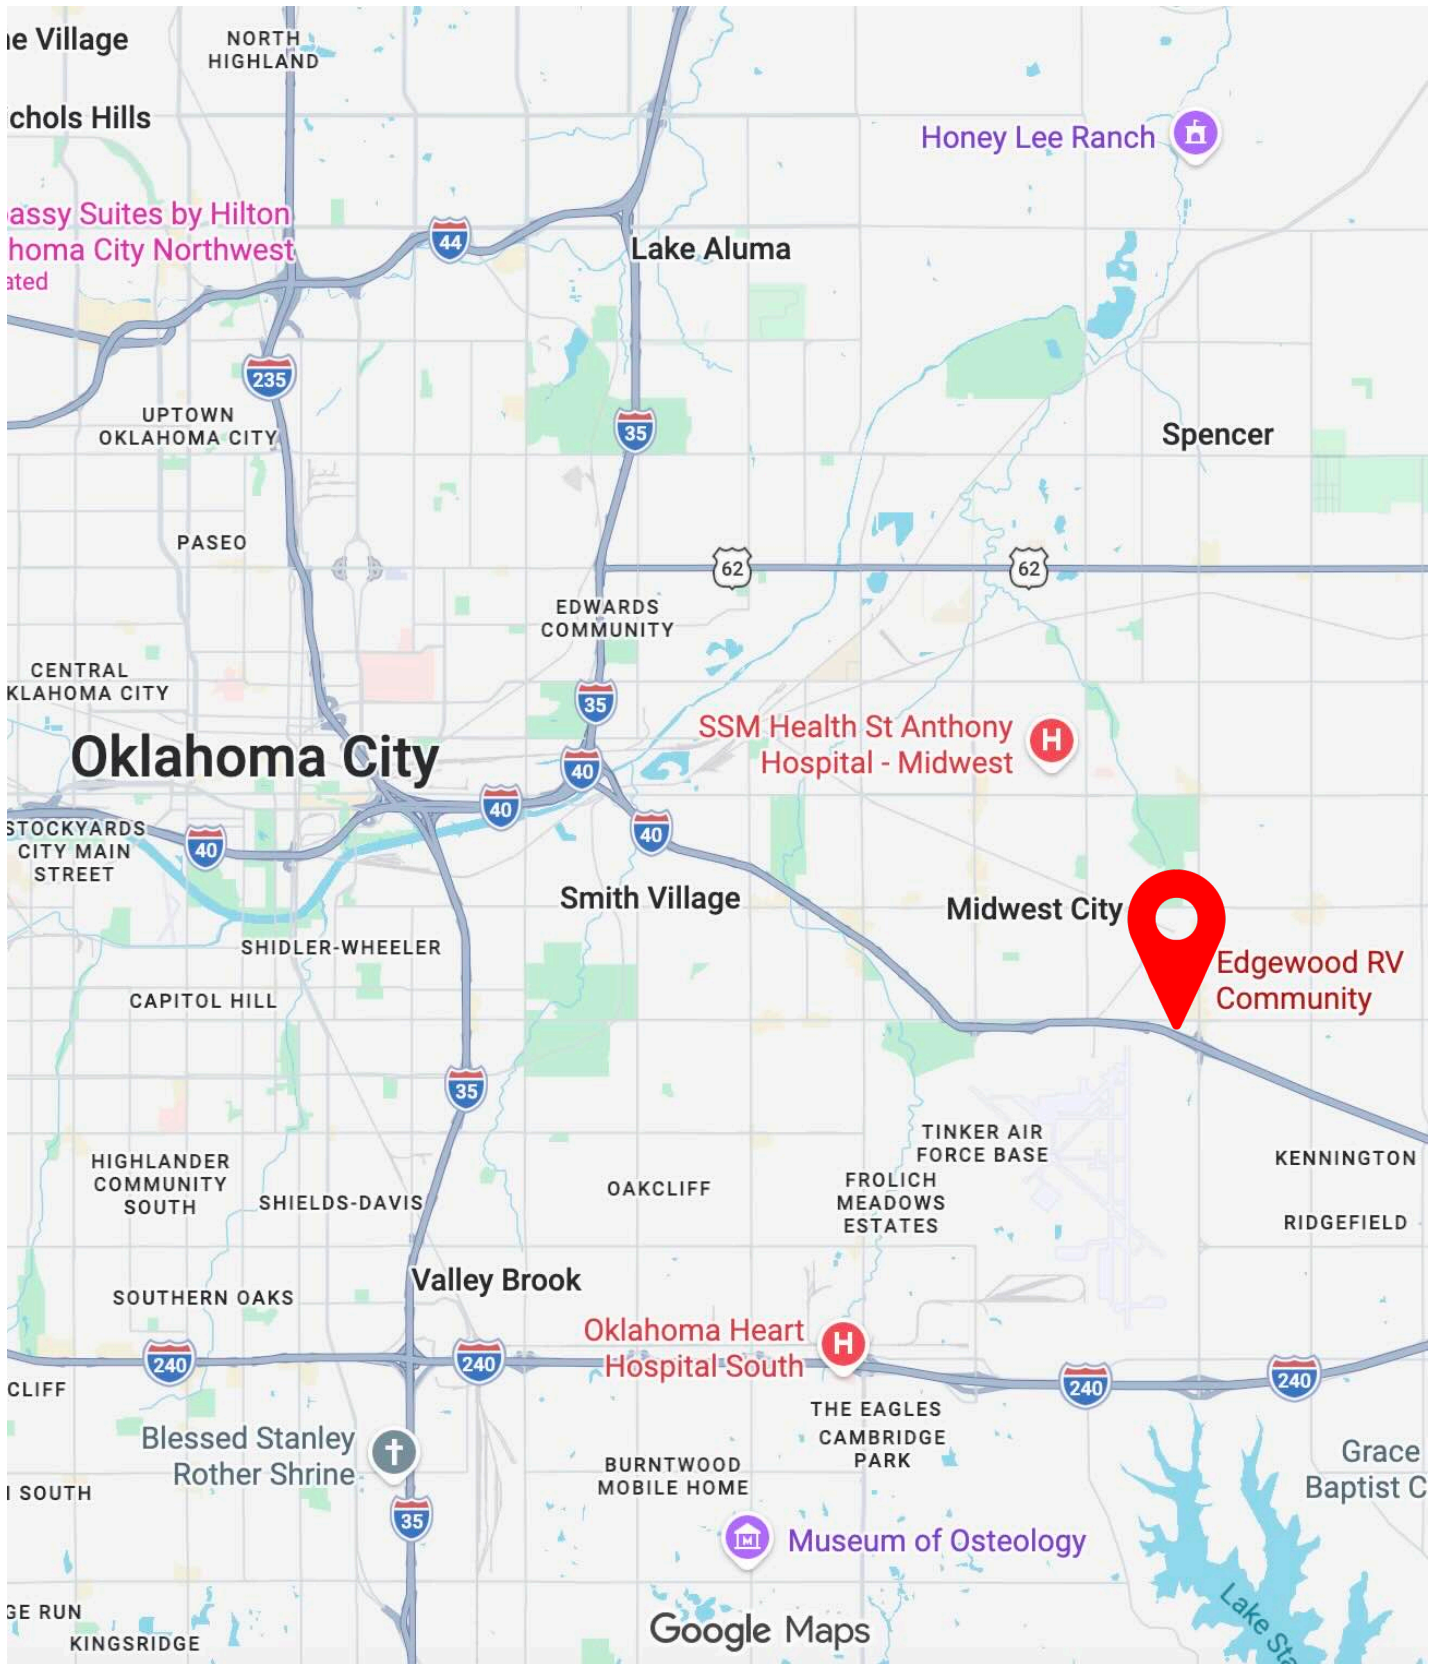 he Village
NORTH
HIGHLAND
ichols Hills
Honey Lee Ranch
bassy Suites by Hilton
homa City Northwest
ated
44
Lake Aluma
235
UPTOWN
OKLAHOMA CITY
35
Spencer
PASEO
62
62
EDWARDS
COMMUNITY
CENTRAL
KLAHOMA CITY
35
SSM Health St Anthony
Hospital - Midwest
H
Oklahoma City
40
40
40
40
STOCKYARDS
CITY MAIN
STREET
Smith Village
Midwest City
SHIDLER-WHEELER
Edgewood RV
Community
CAPITOL HILL
35
TINKER AIR
FORCE BASE
KENNINGTON
HIGHLANDER
COMMUNITY
SOUTH
SHIELDS-DAVIS
OAKCLIFF
FROLICH
MEADOWS
ESTATES
RIDGEFIELD
Valley Brook
SOUTHERN OAKS
Oklahoma Heart
Hospital South
H
240
240
240
240
CLIFF
THE EAGLES
CAMBRIDGE
PARK
Blessed Stanley
Rother Shrine
Grace
Baptist C
BURNTWOOD
MOBILE HOME
SOUTH
35
M
Museum of Osteology
GE RUN
KINGSRIDGE
Google Maps
Lake Sta